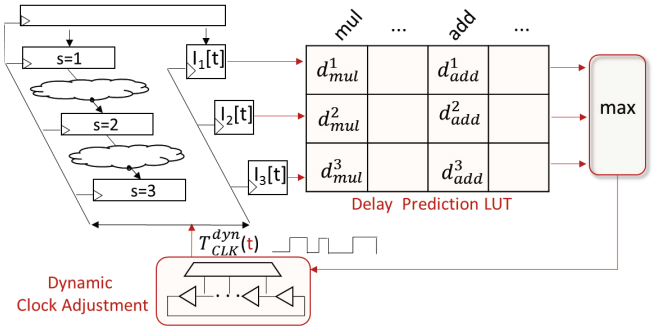 mul ... add ...
s=1
I₁[t]
d¹mul d¹add
s=2
I₂[t]
d²mul d²add
max
s=3
I₃[t]
d³mul d³add
Delay Prediction LUT
T^dyn_CLK(t)
Dynamic
Clock Adjustment